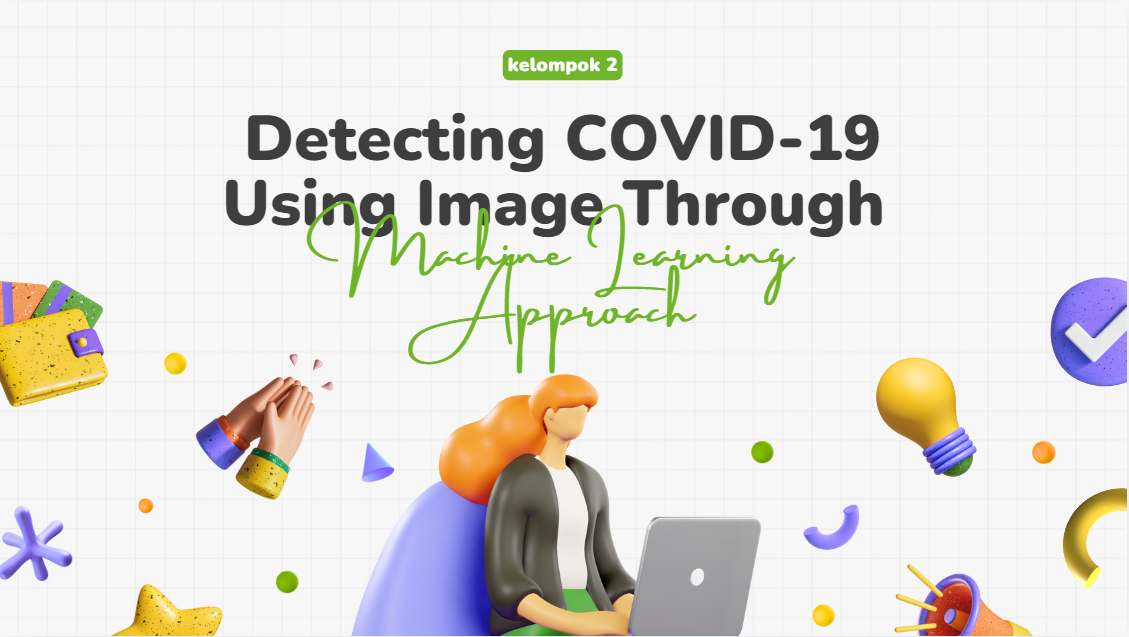 kelompok 2
Detecting COVID-19
Using Image Through
Machine Learning
Approach